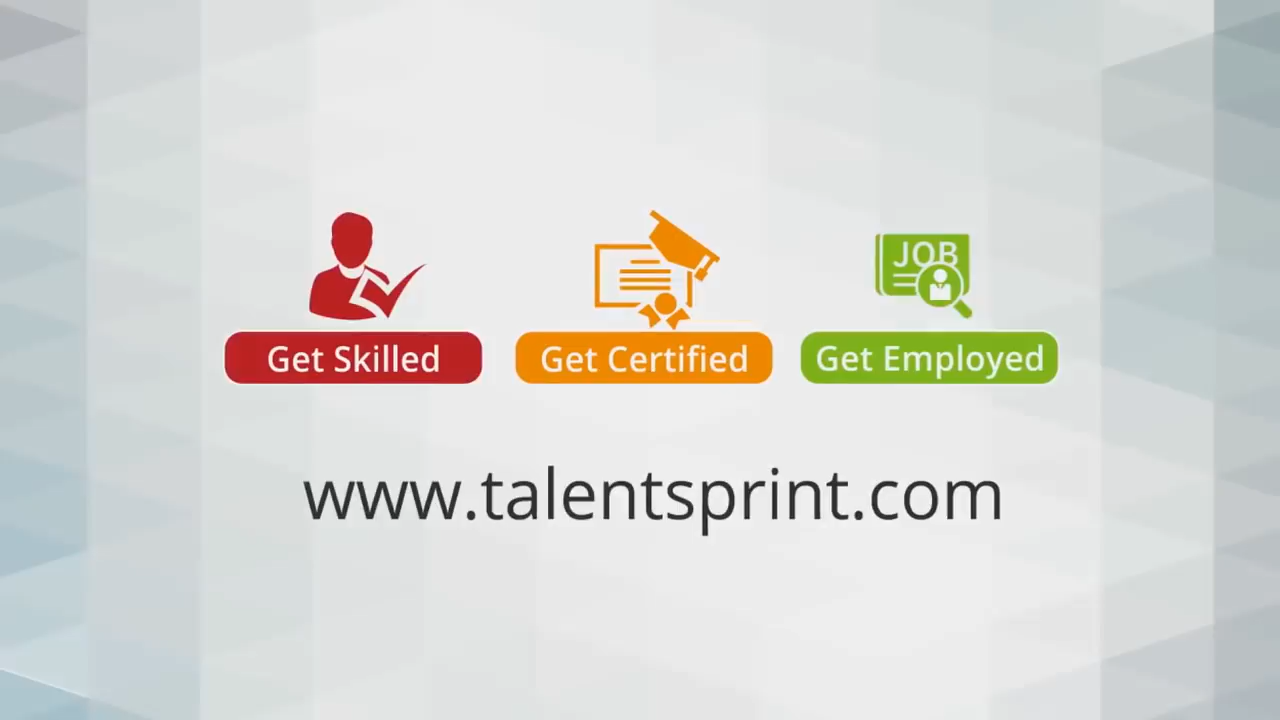 JOB
Get Skilled
Get Certified
Get Employed
www.talentsprint.com